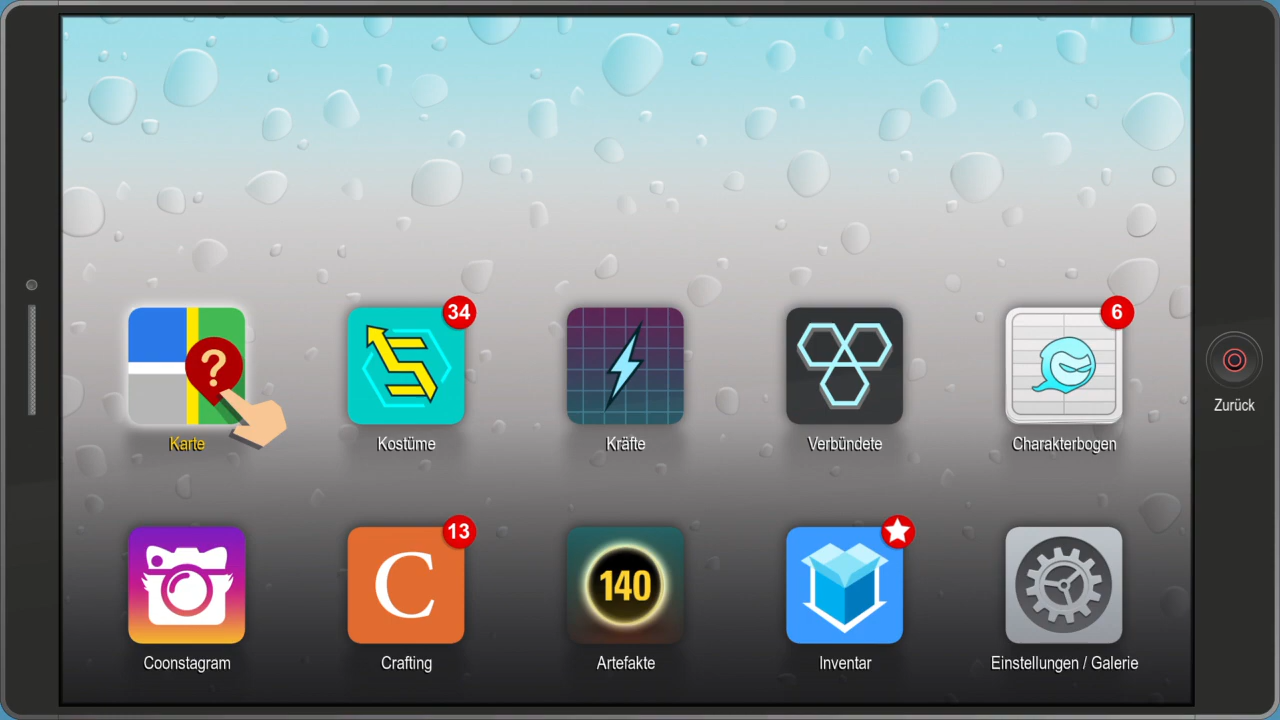 34
6
?
Karte
Kostüme
Kräfte
Verbündete
Charakterbogen
Zurück
13
C
140
Coonstagram
Crafting
Artefakte
Inventar
Einstellungen / Galerie